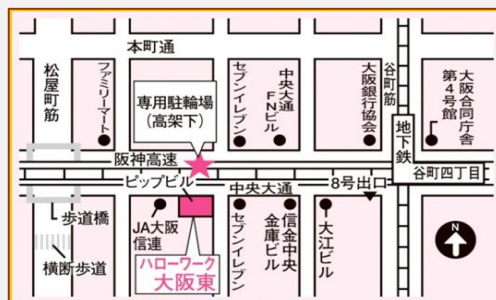 本町通
松屋町筋
ファミリーマート
専用駐輪場
(高架下)
セブンイレブン
中央大通
FNビル
大阪銀行協会
谷町筋
地下鉄
大阪合同庁舎
第4号館
阪神高速
谷町四丁目
ピップビル
中央大通
8号出口
歩道橋
横断歩道
JA大阪
信連
ハローワーク
大阪東
セブンイレブン
信金中央
金庫ビル
大江ビル
N